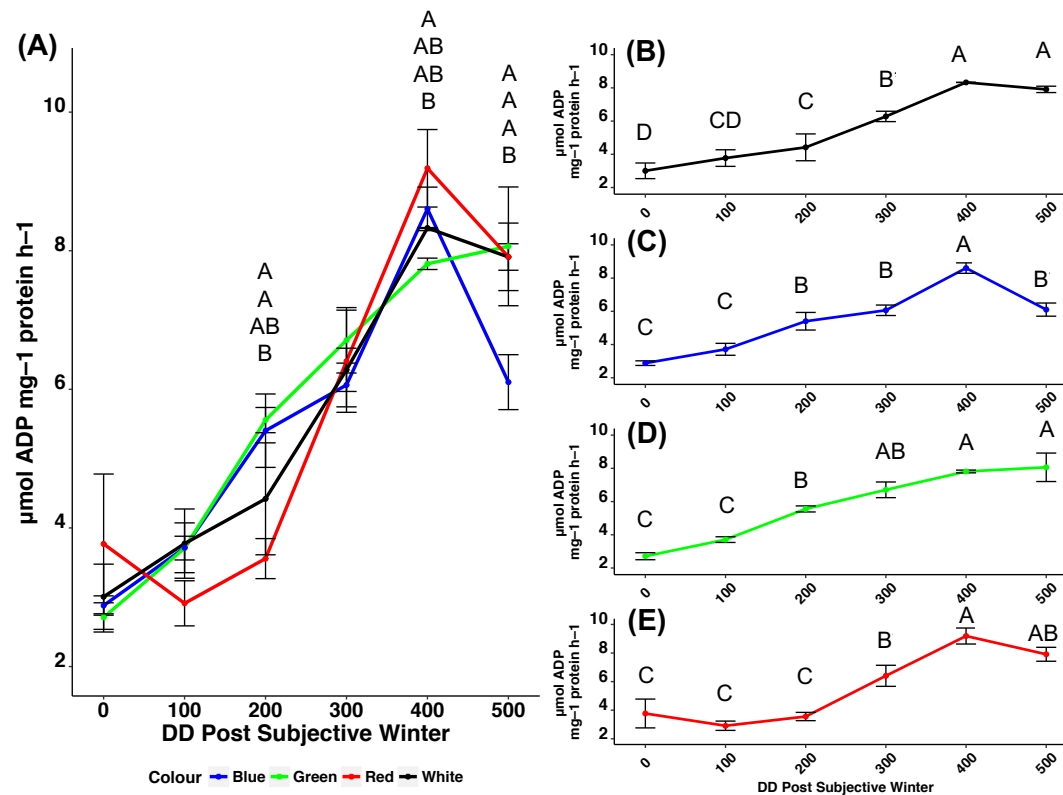 (A)
µmol ADP mg−1 protein h−1
10
8
6
4
2
A
A
AB
B
A
AB
AB
B
A
A
A
B
0 100 200 300 400 500
DD Post Subjective Winter
Colour Blue Green Red White
(B)
µmol ADP
mg−1 protein h−1
10
8
6
4
2
D CD C B A A
0 100 200 300 400 500
(C)
µmol ADP
mg−1 protein h−1
10
8
6
4
2
C C B B A B
0 100 200 300 400 500
(D)
µmol ADP
mg−1 protein h−1
10
8
6
4
2
C C B AB A A
0 100 200 300 400 500
(E)
µmol ADP
mg−1 protein h−1
10
8
6
4
2
C C C B A AB
0 100 200 300 400 500
DD Post Subjective Winter